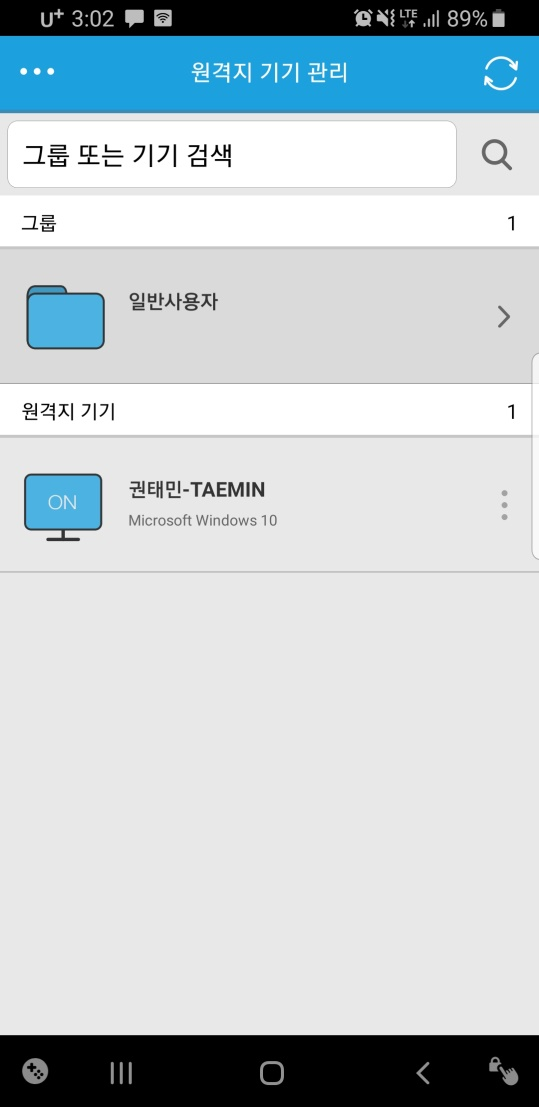 U+ 3:02 LTE 89%
원격지 기기 관리
그룹 또는 기기 검색
그룹 1
일반사용자
원격지 기기 1
ON 권태민-TAEMIN
Microsoft Windows 10